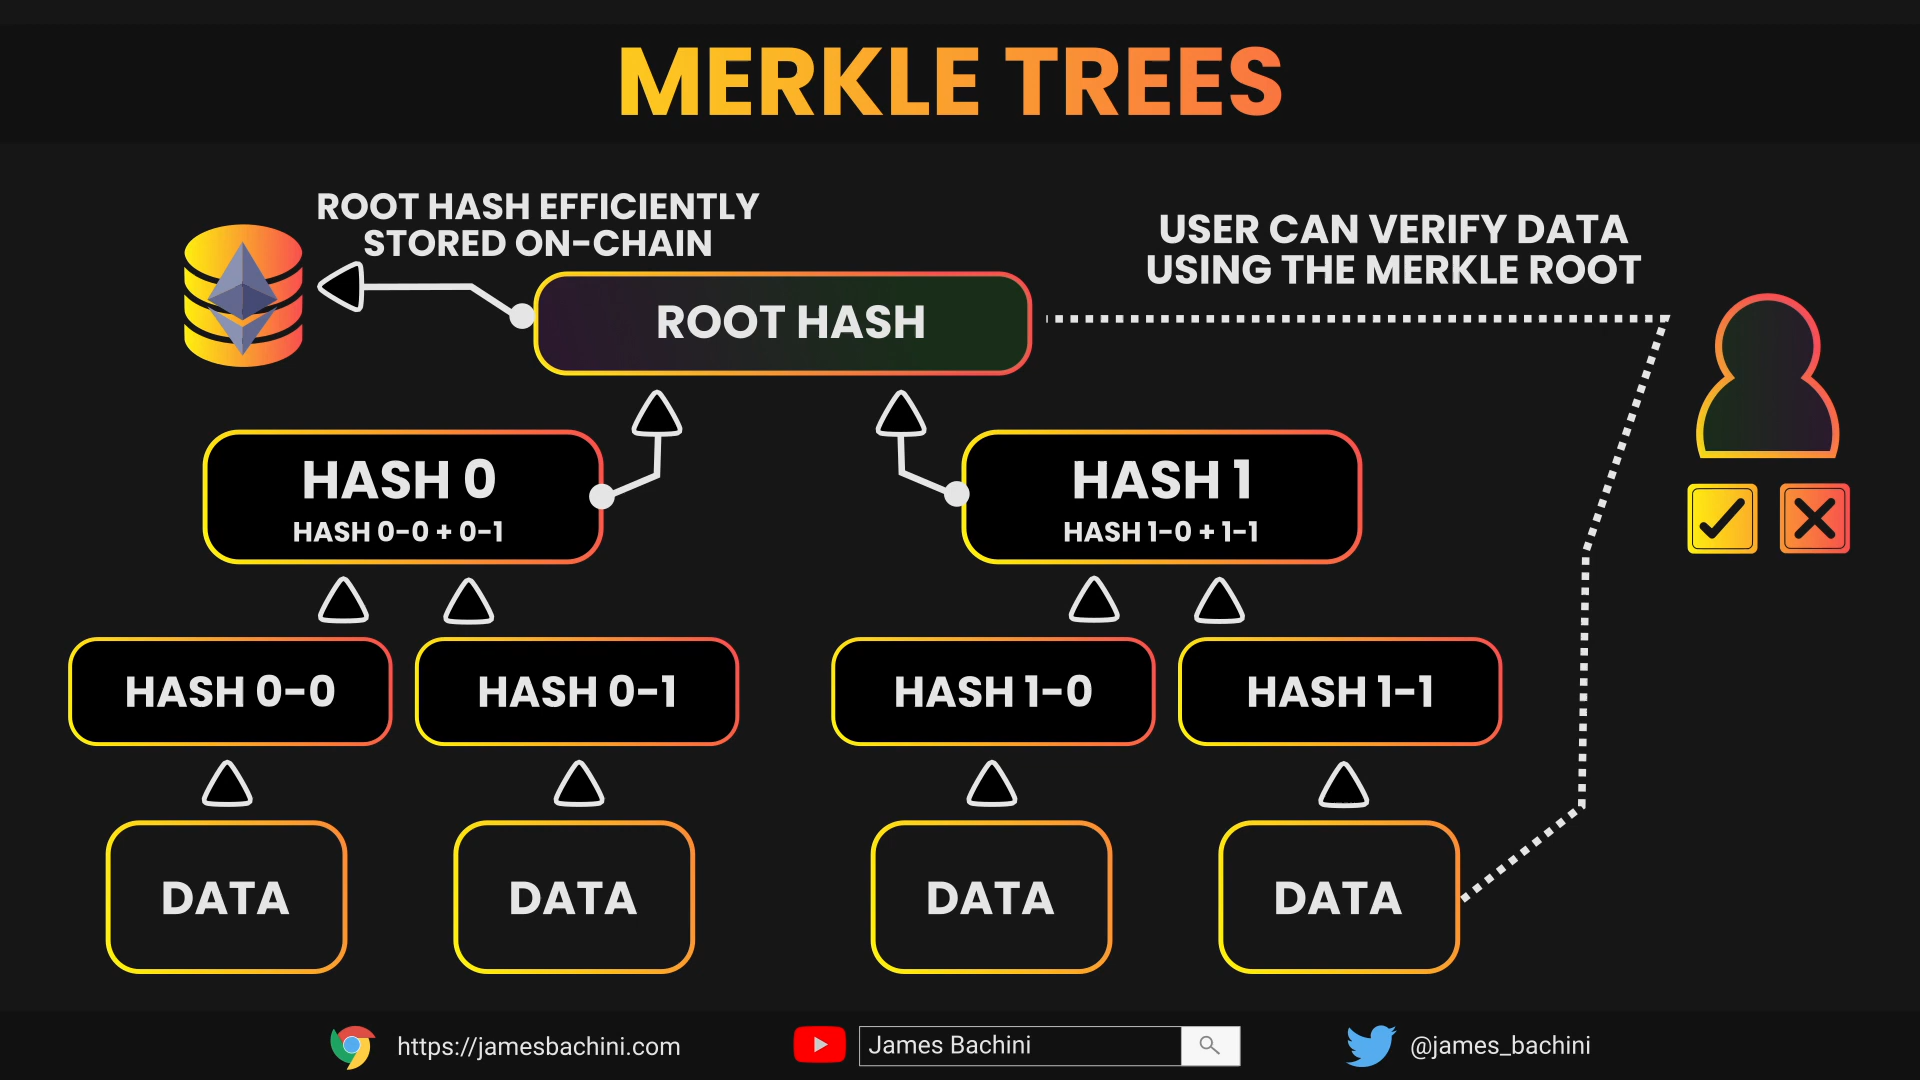 MERKLE TREES
ROOT HASH EFFICIENTLY
STORED ON-CHAIN
USER CAN VERIFY DATA
USING THE MERKLE ROOT
ROOT HASH
HASH 0
HASH 0-0 + 0-1
HASH 1
HASH 1-0 + 1-1
HASH 0-0
HASH 0-1
HASH 1-0
HASH 1-1
DATA
DATA
DATA
DATA
https://jamesbachini.com
James Bachini
@james_bachini